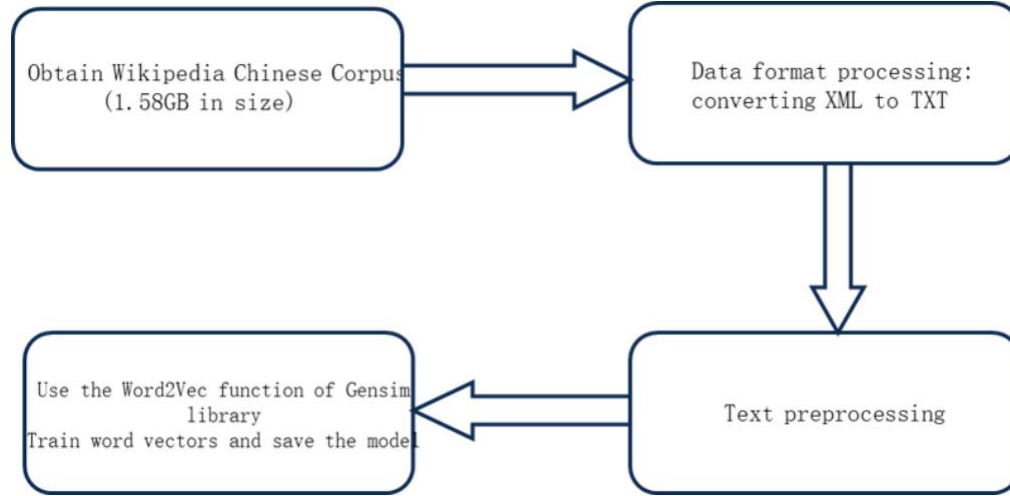 Obtain Wikipedia Chinese Corpus
(1.58GB in size)
Data format processing:
converting XML to TXT
Text preprocessing
Use the Word2Vec function of Gensim
library
Train word vectors and save the model